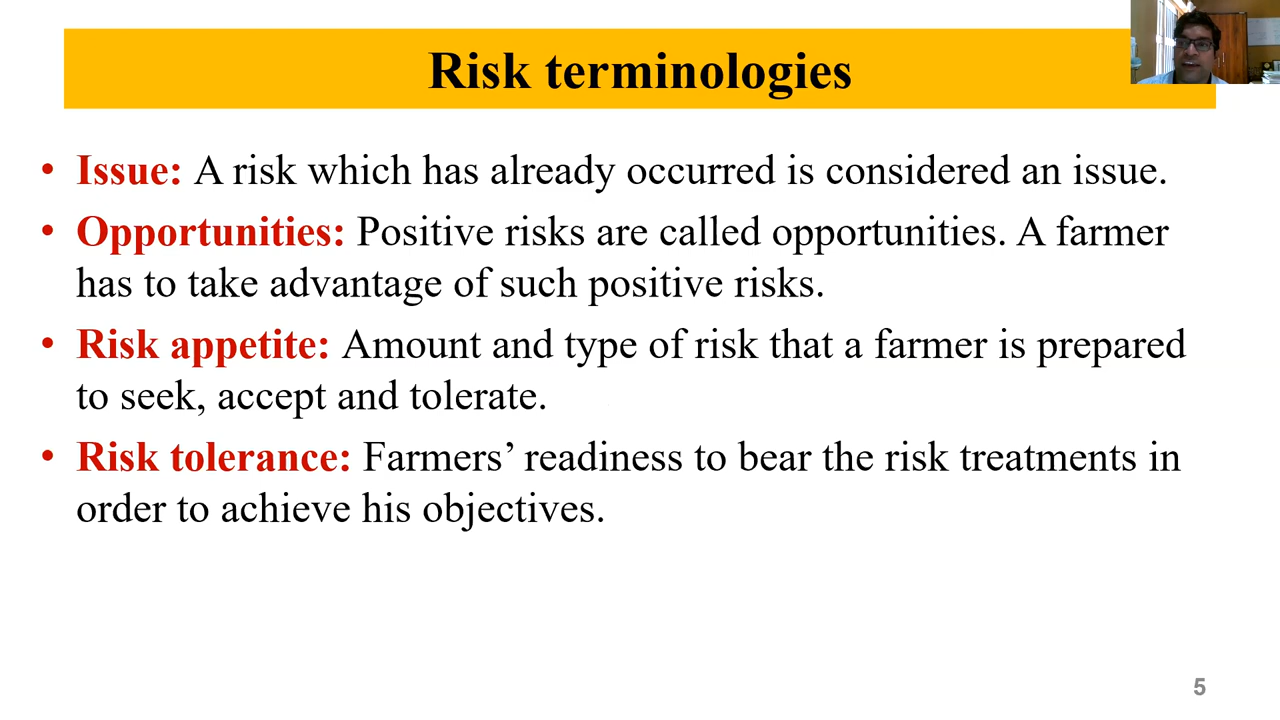 Risk terminologies
• Issue: A risk which has already occurred is considered an issue.
• Opportunities: Positive risks are called opportunities. A farmer
has to take advantage of such positive risks.
• Risk appetite: Amount and type of risk that a farmer is prepared
to seek, accept and tolerate.
• Risk tolerance: Farmers’ readiness to bear the risk treatments in
order to achieve his objectives.
5